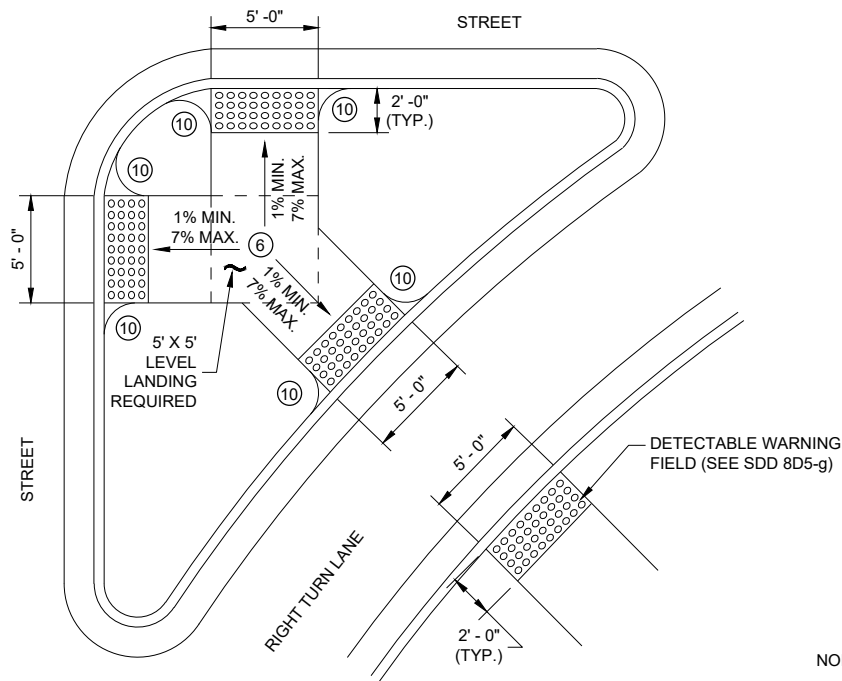 5' -0"
STREET
10
10
2' -0"
(TYP.)
10
1% MIN.
7% MAX.
1% MIN.
7% MAX.
6
5' - 0"
1% MIN.
7% MAX.
10
10
5' X 5'
LEVEL
LANDING
REQUIRED
10
5' - 0"
5' - 0"
DETECTABLE WARNING
FIELD (SEE SDD 8D5-g)
STREET
RIGHT TURN LANE
2' - 0"
(TYP.)
NO